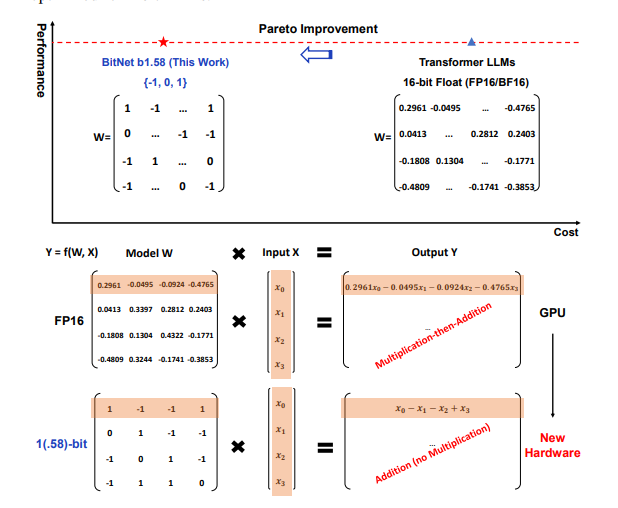 Performance
Pareto Improvement
BitNet b1.58 (This Work)
{-1, 0, 1}
W=
1 -1 ... 1
0 ... -1 -1
-1 1 ... 0
-1 ... 0 -1
Transformer LLMs
16-bit Float (FP16/BF16)
W=
0.2961 -0.0495 ... -0.4765
0.0413 ... 0.2812 0.2403
-0.1808 0.1304 ... -0.1771
-0.4809 ... -0.1741 -0.3853
Cost
Y = f(W, X) Model W ✖ Input X = Output Y
FP16
0.2961 -0.0495 -0.0924 -0.4765
0.0413 0.3397 0.2812 0.2403
-0.1808 0.1304 0.4322 -0.1771
-0.4809 0.3244 -0.1741 -0.3853
✖
x₀
x₁
x₂
x₃
=
0.2961x₀ − 0.0495x₁ − 0.0924x₂ − 0.4765x₃
...
Multiplication-then-Addition
GPU
1(.58)-bit
1 -1 -1 1
0 1 -1 -1
-1 0 1 -1
-1 1 1 0
✖
x₀
x₁
x₂
x₃
=
x₀ − x₁ − x₂ + x₃
...
Addition (no Multiplication)
New
Hardware